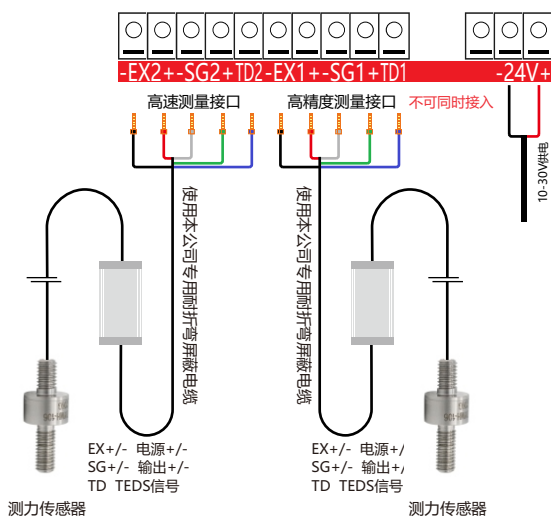 -EX2+-SG2+TD2-EX1+-SG1+TD1
-24V+
高速测量接口
高精度测量接口
不可同时接入
10-30V供电
使用本公司专用耐折弯屏蔽电缆
使用本公司专用耐折弯屏蔽电缆
EX+/- 电源+/-
SG+/- 输出+/-
TD TEDS信号
EX+/- 电源+/
SG+/- 输出+/
TD TEDS信号
测力传感器
测力传感器